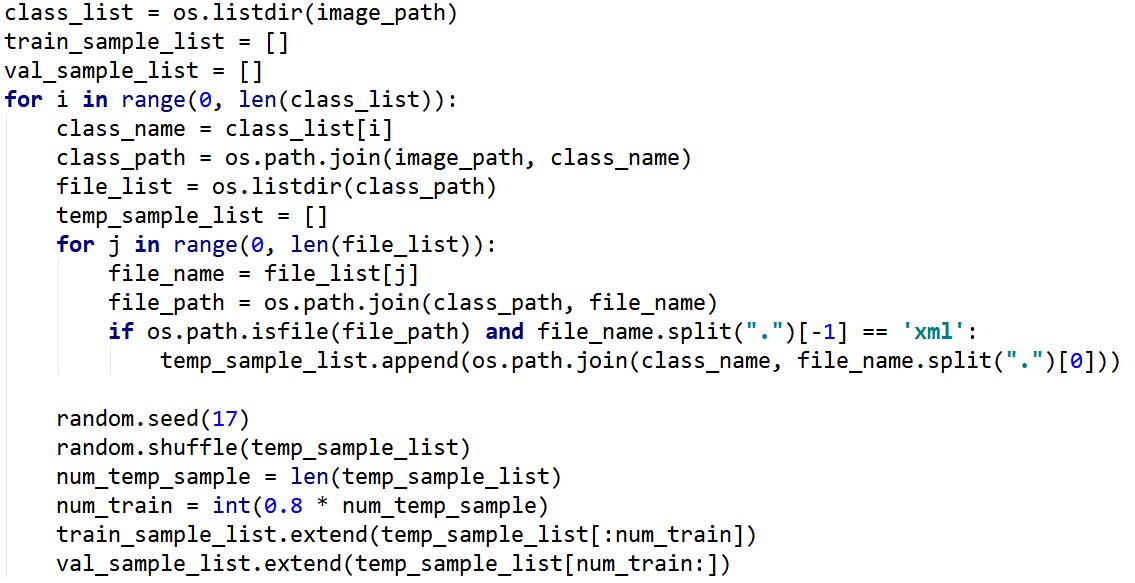 class_list = os.listdir(image_path)
train_sample_list = []
val_sample_list = []
for i in range(0, len(class_list)):
    class_name = class_list[i]
    class_path = os.path.join(image_path, class_name)
    file_list = os.listdir(class_path)
    temp_sample_list = []
    for j in range(0, len(file_list)):
        file_name = file_list[j]
        file_path = os.path.join(class_path, file_name)
        if os.path.isfile(file_path) and file_name.split(".")[-1] == 'xml':
            temp_sample_list.append(os.path.join(class_name, file_name.split(".")[0]))

    random.seed(17)
    random.shuffle(temp_sample_list)
    num_temp_sample = len(temp_sample_list)
    num_train = int(0.8 * num_temp_sample)
    train_sample_list.extend(temp_sample_list[:num_train])
    val_sample_list.extend(temp_sample_list[num_train:])